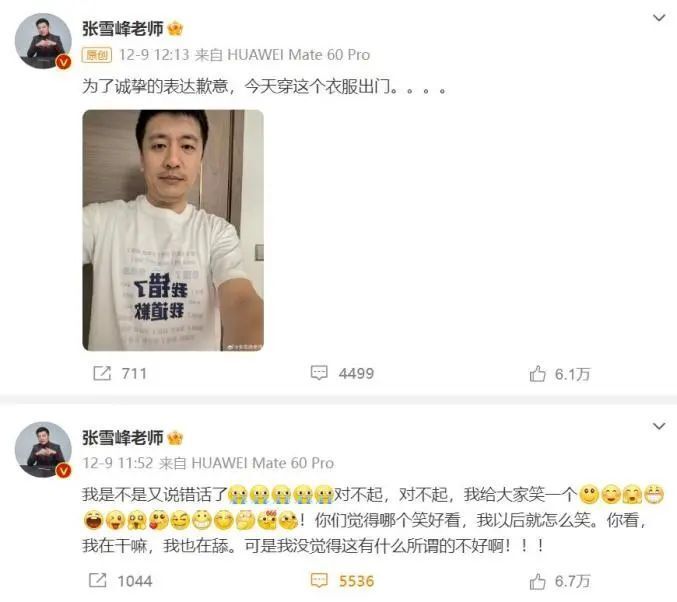 张雪峰老师
原创 12-9 12:13 来自 HUAWEI Mate 60 Pro
为了诚挚的表达歉意，今天穿这个衣服出门。。。。
我错了
我道歉
711
4499
6.1万
张雪峰老师
12-9 11:52 来自 HUAWEI Mate 60 Pro
我是不是又说错话了😭😭😭😭😭对不起，对不起，我给大家笑一个
！你们觉得哪个笑好看，我以后就怎么笑。你看，
我在干嘛，我也在舔。可是我没觉得这有什么所谓的不好啊！！！
1044
5536
6.7万